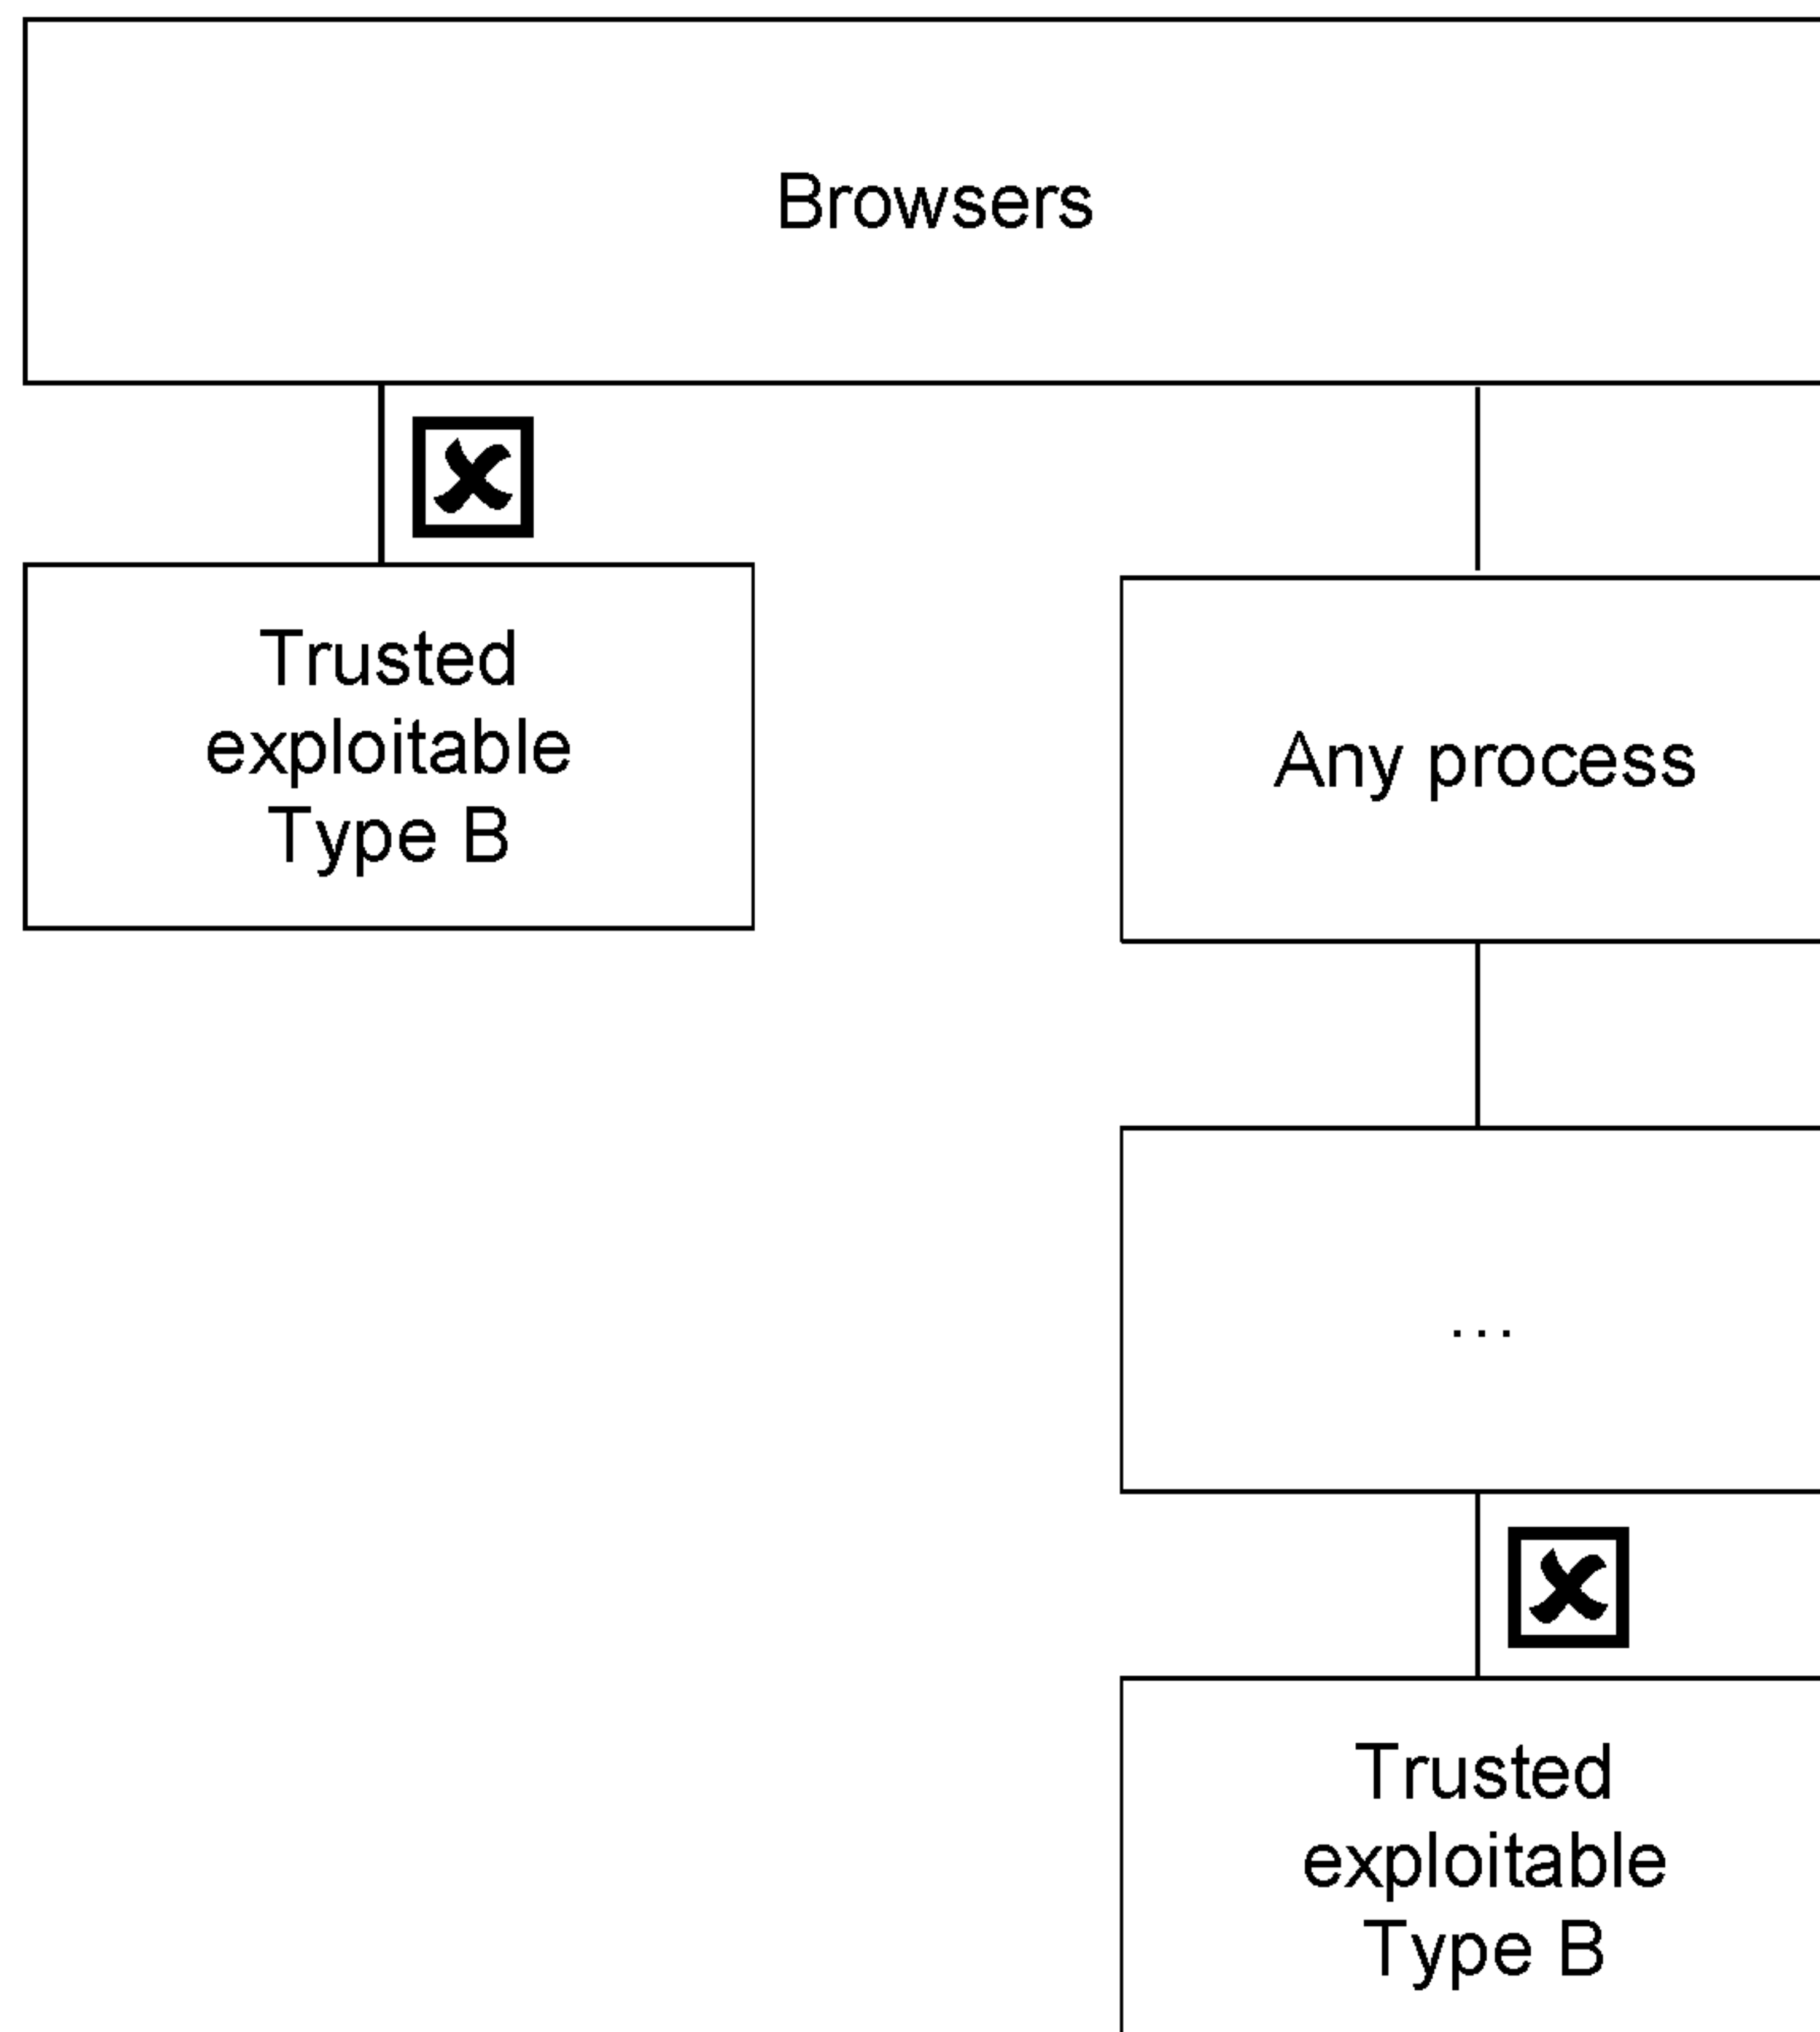 Browsers
Trusted
exploitable
Type B
Any process
...
Trusted
exploitable
Type B